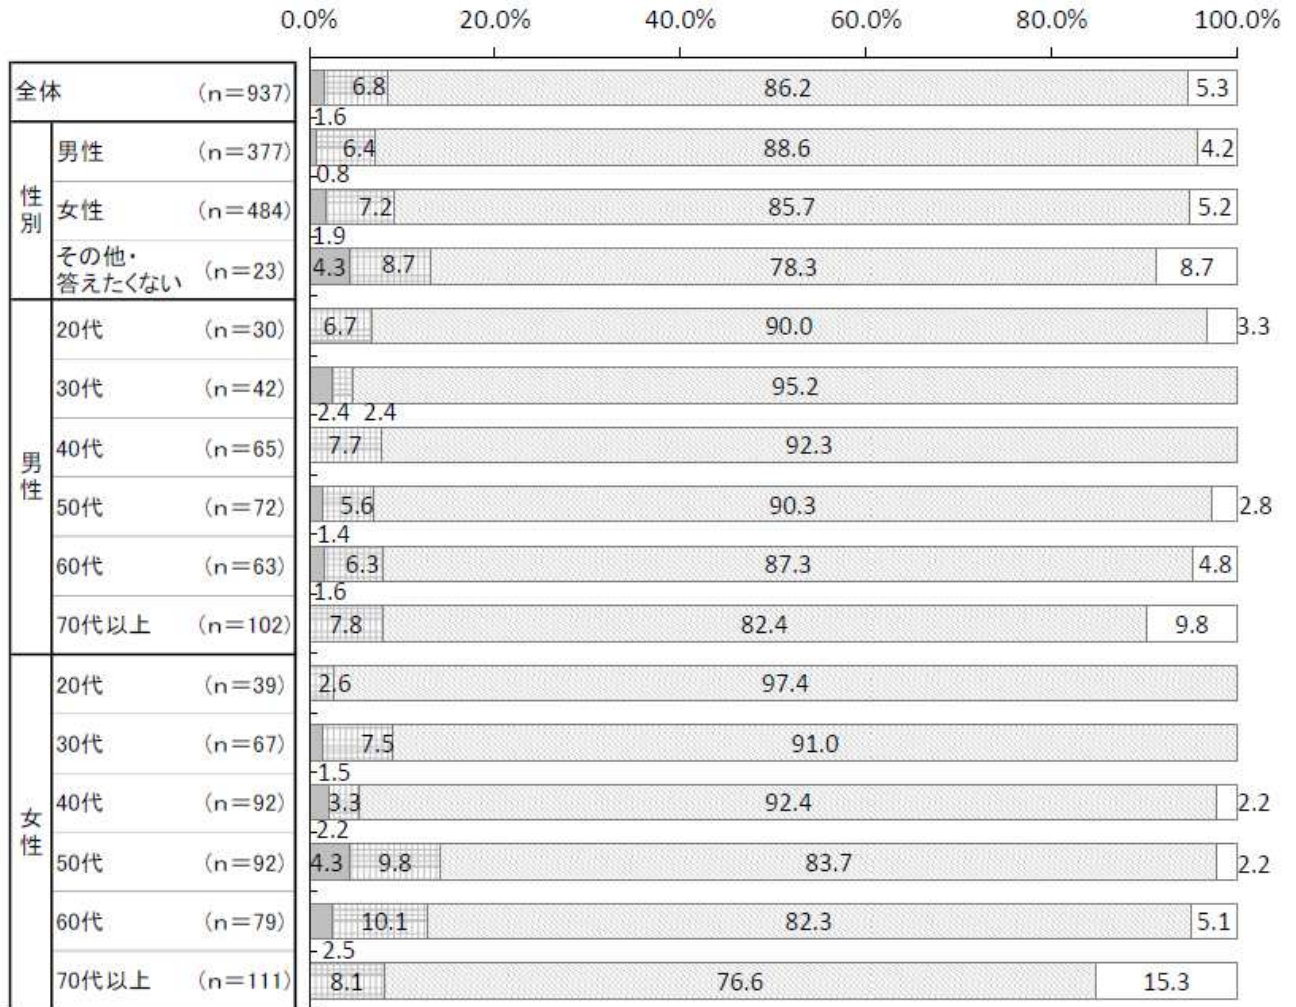 0.0% 20.0% 40.0% 60.0% 80.0% 100.0%
全体 (n=937) 6.8 86.2 5.3
1.6
性別
男性 (n=377) 6.4 88.6 4.2
0.8
女性 (n=484) 7.2 85.7 5.2
1.9
その他・
答えたくない (n=23) 4.3 8.7 78.3 8.7
男性
20代 (n=30) 6.7 90.0 3.3
30代 (n=42) 95.2
2.4 2.4
40代 (n=65) 7.7 92.3
50代 (n=72) 5.6 90.3 2.8
1.4
60代 (n=63) 6.3 87.3 4.8
1.6
70代以上 (n=102) 7.8 82.4 9.8
女性
20代 (n=39) 2.6 97.4
30代 (n=67) 7.5 91.0
1.5
40代 (n=92) 3.3 92.4 2.2
2.2
50代 (n=92) 4.3 9.8 83.7 2.2
60代 (n=79) 10.1 82.3 5.1
2.5
70代以上 (n=111) 8.1 76.6 15.3